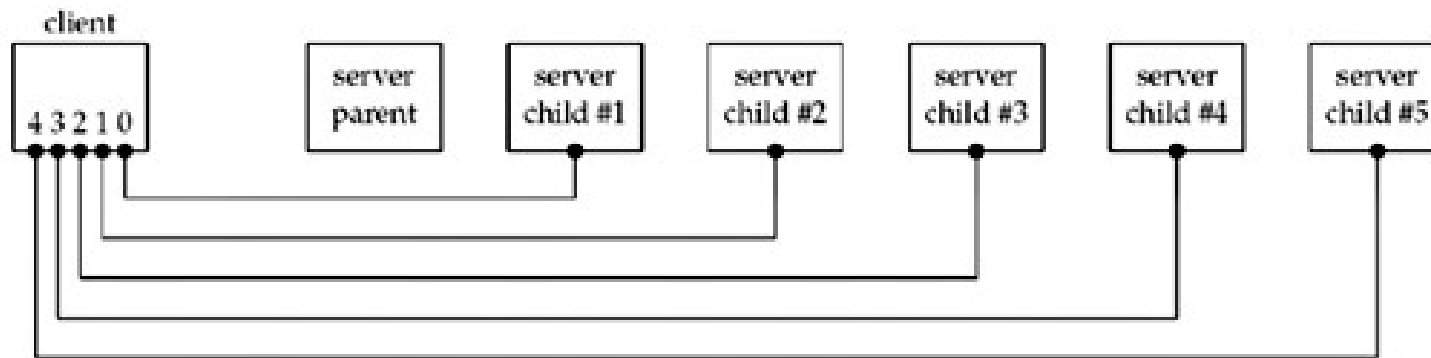 client
4 3 2 1 0
server
parent
server
child #1
server
child #2
server
child #3
server
child #4
server
child #5